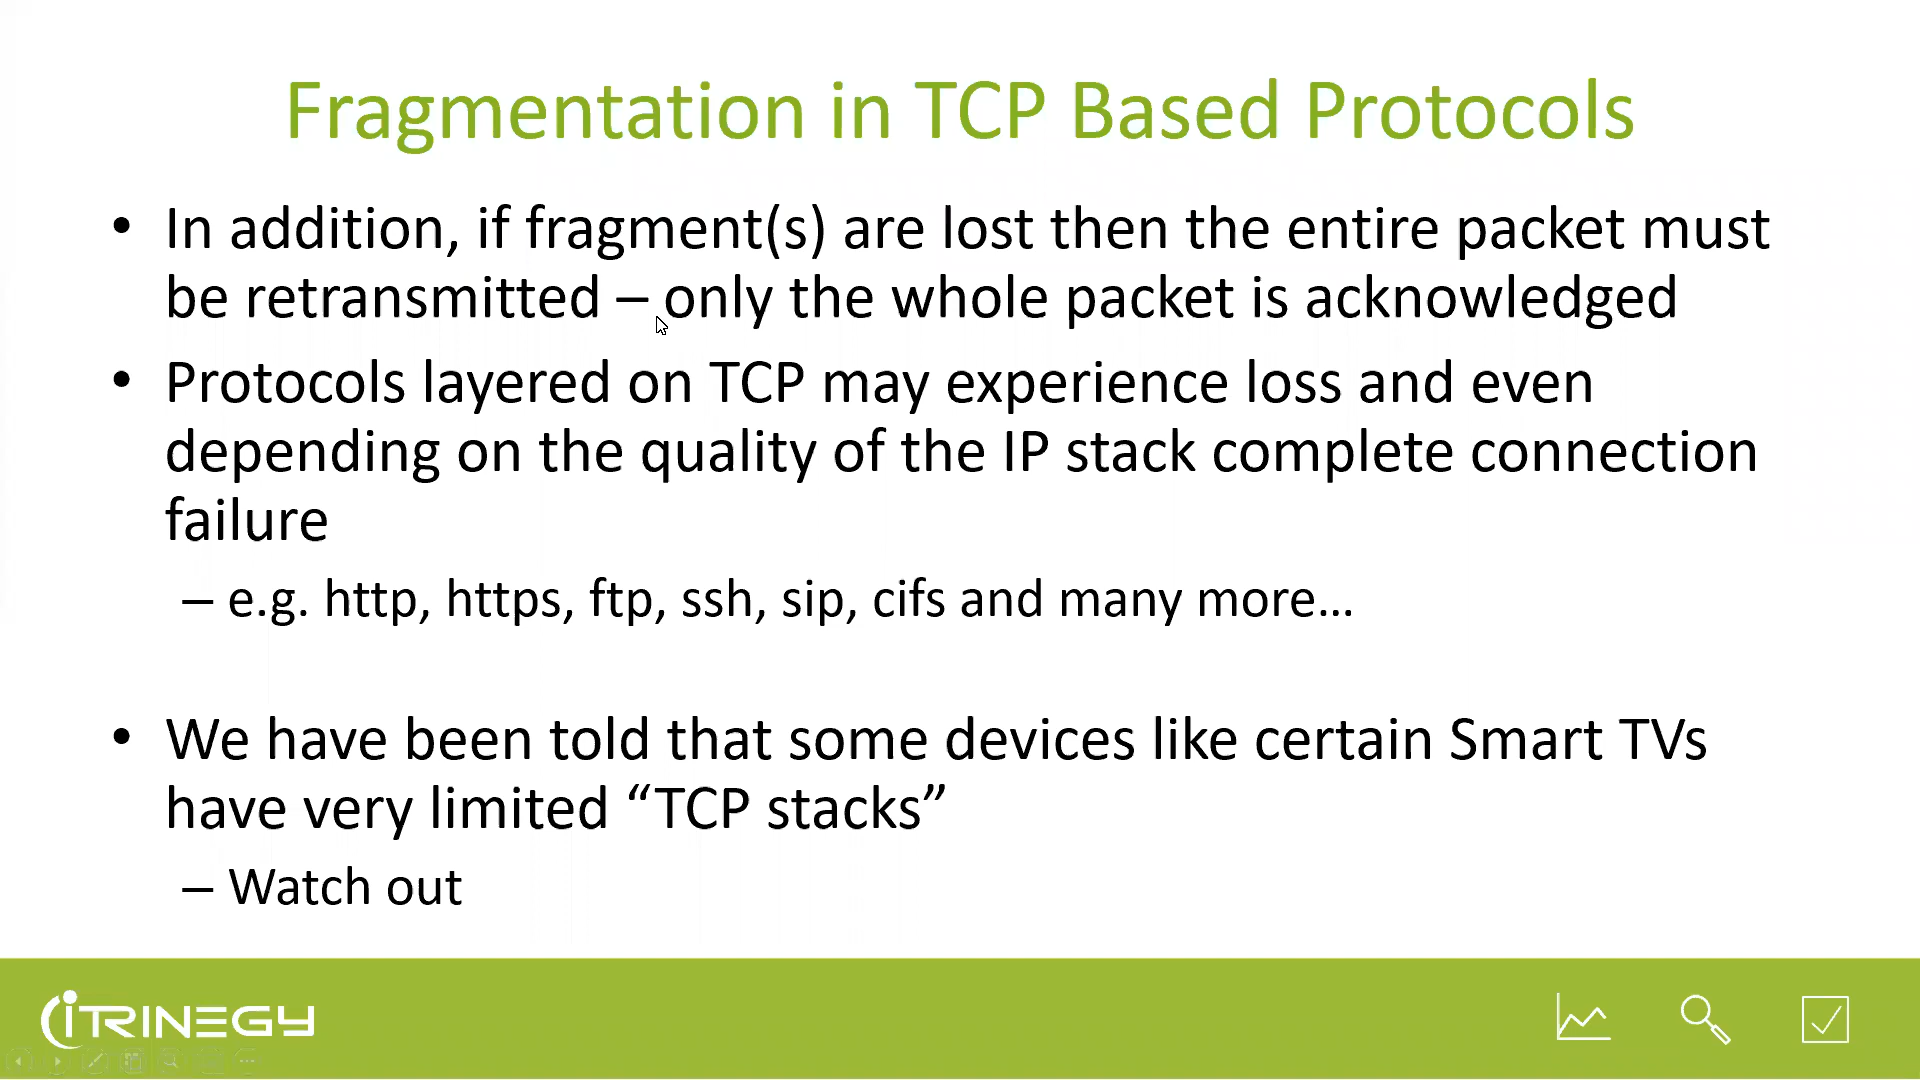 Fragmentation in TCP Based Protocols
• In addition, if fragment(s) are lost then the entire packet must
be retransmitted – only the whole packet is acknowledged
• Protocols layered on TCP may experience loss and even
depending on the quality of the IP stack complete connection
failure
– e.g. http, https, ftp, ssh, sip, cifs and many more...
• We have been told that some devices like certain Smart TVs
have very limited “TCP stacks”
– Watch out
iTRINEGY